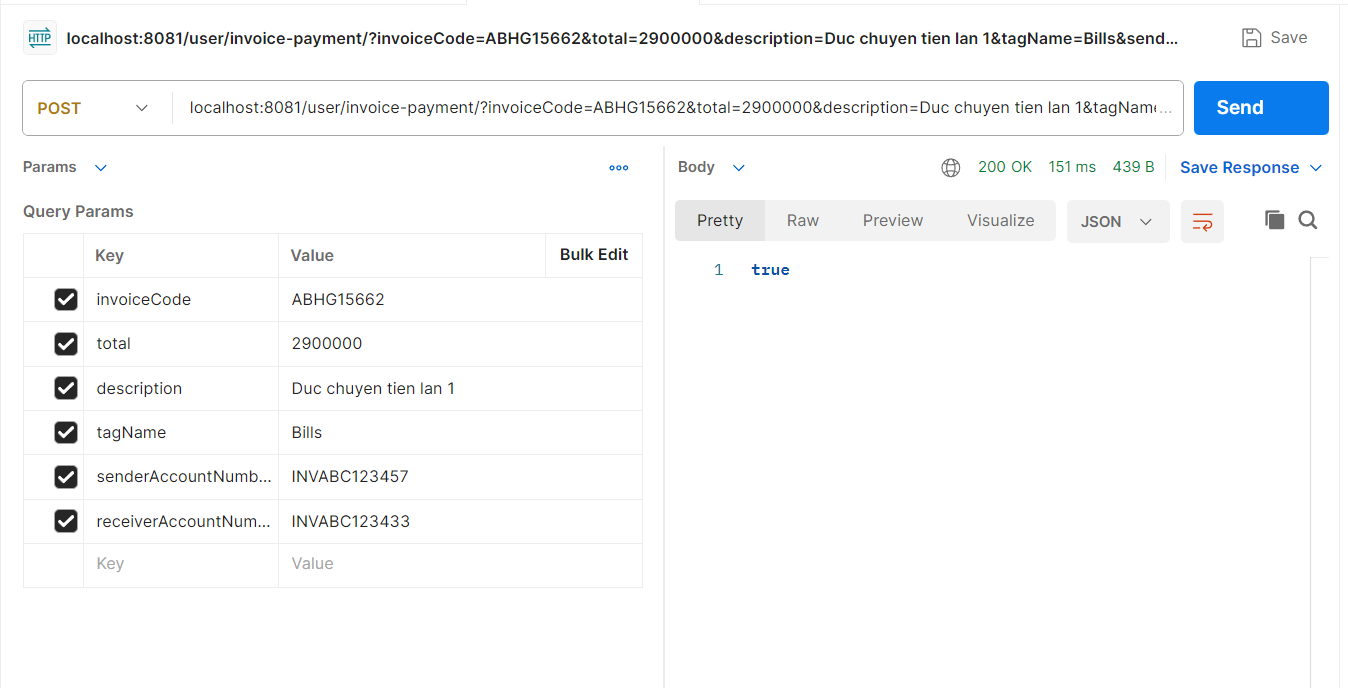 HTTP localhost:8081/user/invoice-payment/?invoiceCode=ABHG15662&total=2900000&description=Duc chuyen tien lan 1&tagName=Bills&send... Save
POST localhost:8081/user/invoice-payment/?invoiceCode=ABHG15662&total=2900000&description=Duc chuyen tien lan 1&tagName... Send
Params
Query Params
Key Value Bulk Edit
invoiceCode ABHG15662
total 2900000
description Duc chuyen tien lan 1
tagName Bills
senderAccountNumb... INVABC123457
receiverAccountNum... INVABC123433
Key Value
Body 200 OK 151 ms 439 B Save Response
Pretty Raw Preview Visualize JSON
1 true